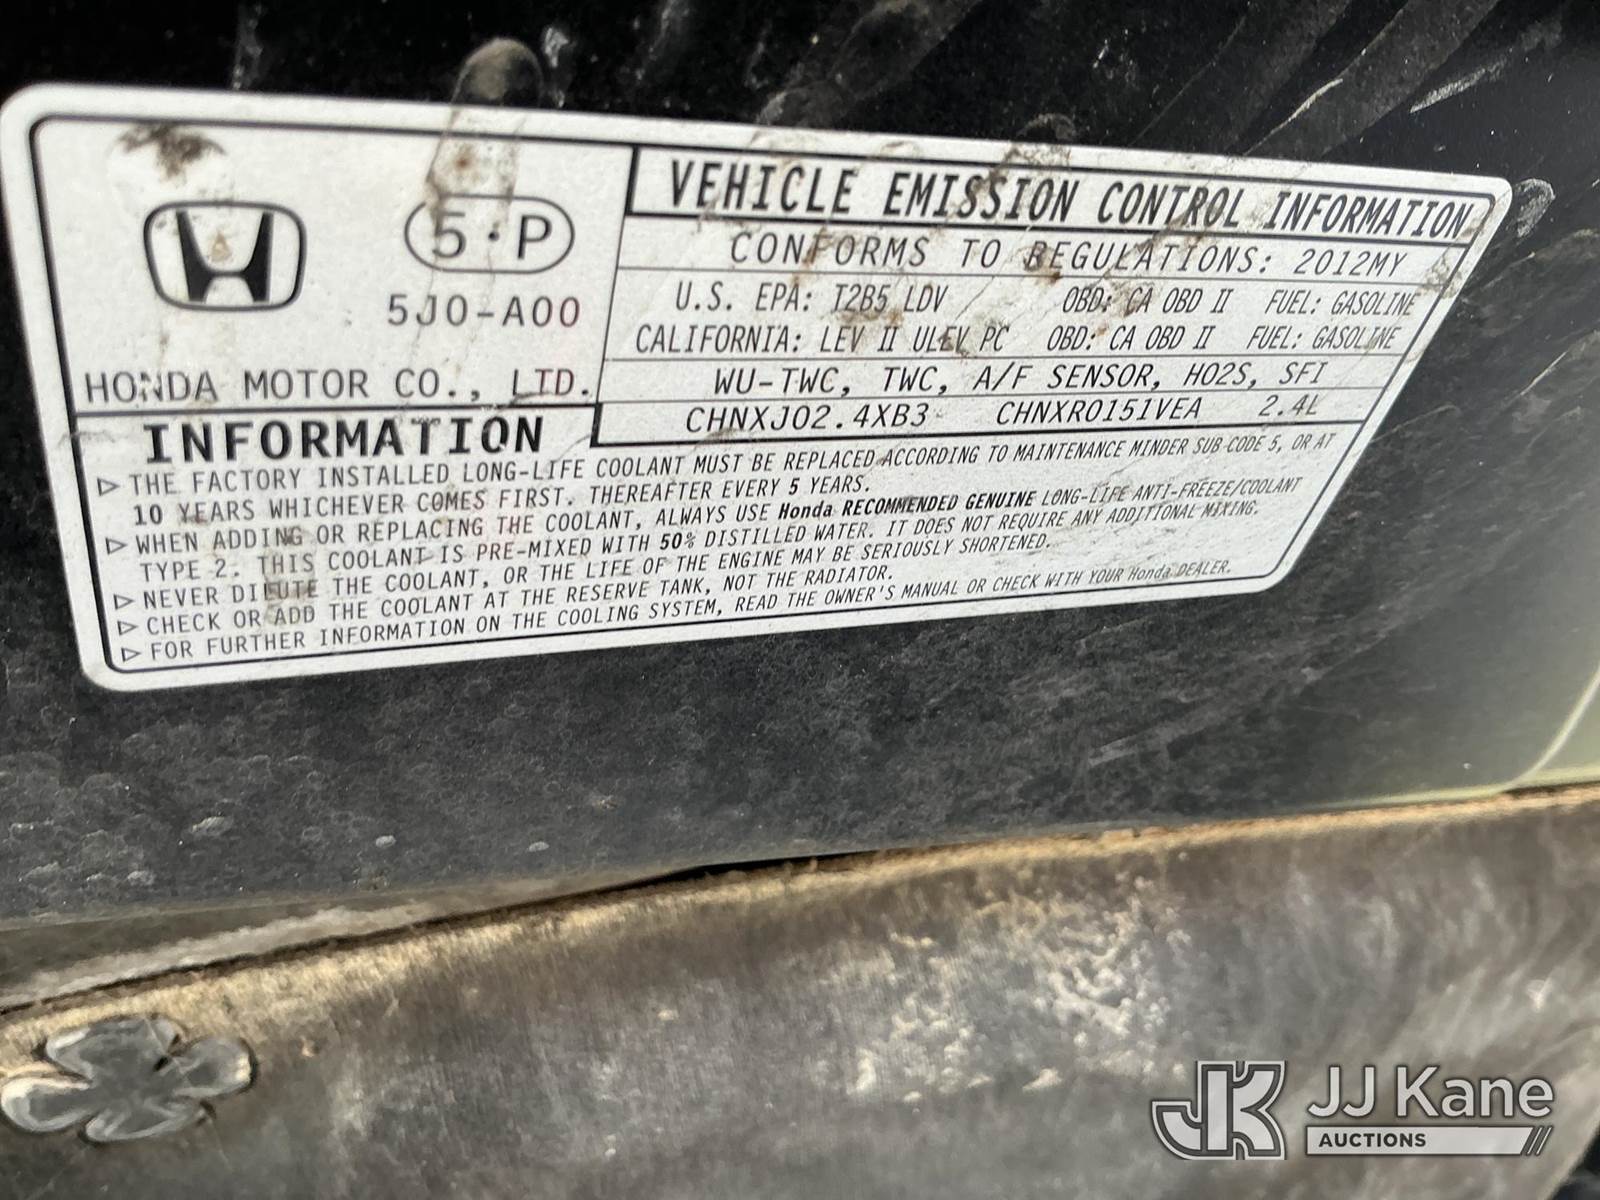 5·P
5J0-A00
HONDA MOTOR CO., LTD.
VEHICLE EMISSION CONTROL INFORMATION
CONFORMS TO REGULATIONS: 2012MY
U.S. EPA: T2B5 LDV OBD: CA OBD II FUEL: GASOLINE
CALIFORNIA: LEV II ULEV PC OBD: CA OBD II FUEL: GASOLINE
WU-TWC, TWC, A/F SENSOR, HO2S, SFI
CHNXJ02.4XB3 CHNXR0151VEA 2.4L
INFORMATION
▷ THE FACTORY INSTALLED LONG-LIFE COOLANT MUST BE REPLACED ACCORDING TO MAINTENANCE MINDER SUB CODE 5, OR AT
10 YEARS WHICHEVER COMES FIRST. THEREAFTER EVERY 5 YEARS.
▷ WHEN ADDING OR REPLACING THE COOLANT, ALWAYS USE Honda RECOMMENDED GENUINE LONG-LIFE ANTI-FREEZE/COOLANT
TYPE 2. THIS COOLANT IS PRE-MIXED WITH 50% DISTILLED WATER. IT DOES NOT REQUIRE ANY ADDITIONAL MIXING.
▷ NEVER DILUTE THE COOLANT, OR THE LIFE OF THE ENGINE MAY BE SERIOUSLY SHORTENED.
▷ CHECK OR ADD THE COOLANT AT THE RESERVE TANK, NOT THE RADIATOR.
▷ FOR FURTHER INFORMATION ON THE COOLING SYSTEM, READ THE OWNER'S MANUAL OR CHECK WITH YOUR Honda DEALER.
JK JJ Kane
AUCTIONS